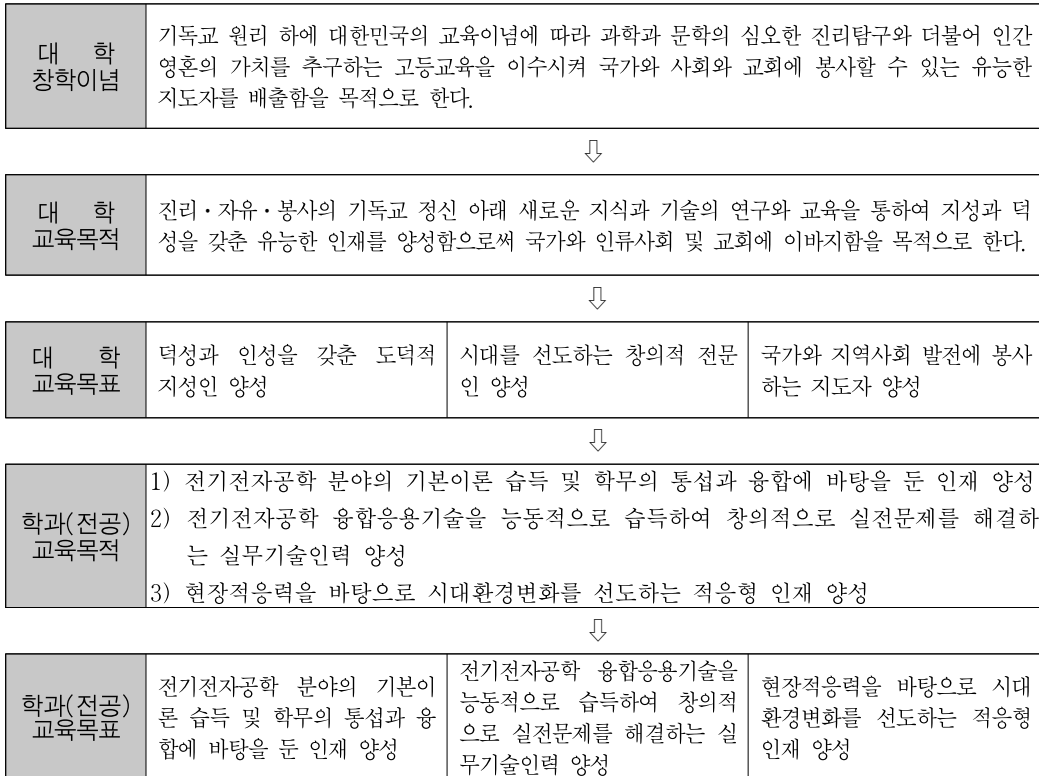 대 학
창학이념
기독교 원리 하에 대한민국의 교육이념에 따라 과학과 문학의 심오한 진리탐구와 더불어 인간
영혼의 가치를 추구하는 고등교육을 이수시켜 국가와 사회와 교회에 봉사할 수 있는 유능한
지도자를 배출함을 목적으로 한다.
⇩
대 학
교육목적
진리・자유・봉사의 기독교 정신 아래 새로운 지식과 기술의 연구와 교육을 통하여 지성과 덕
성을 갖춘 유능한 인재를 양성함으로써 국가와 인류사회 및 교회에 이바지함을 목적으로 한다.
⇩
대 학
교육목표
덕성과 인성을 갖춘 도덕적
지성인 양성
시대를 선도하는 창의적 전문
인 양성
국가와 지역사회 발전에 봉사
하는 지도자 양성
⇩
학과(전공)
교육목적
1) 전기전자공학 분야의 기본이론 습득 및 학무의 통섭과 융합에 바탕을 둔 인재 양성
2) 전기전자공학 융합응용기술을 능동적으로 습득하여 창의적으로 실전문제를 해결하
는 실무기술인력 양성
3) 현장적응력을 바탕으로 시대환경변화를 선도하는 적응형 인재 양성
⇩
학과(전공)
교육목표
전기전자공학 분야의 기본이
론 습득 및 학무의 통섭과 융
합에 바탕을 둔 인재 양성
전기전자공학 융합응용기술을
능동적으로 습득하여 창의적
으로 실전문제를 해결하는 실
무기술인력 양성
현장적응력을 바탕으로 시대
환경변화를 선도하는 적응형
인재 양성